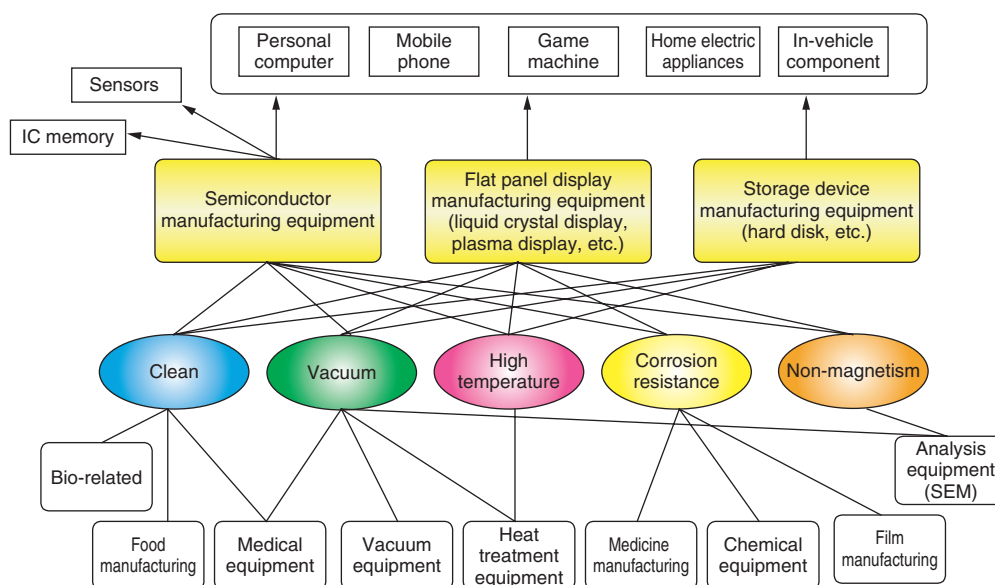 Personal
computer
Mobile
phone
Game
machine
Home electric
appliances
In-vehicle
component
Sensors
IC memory
Semiconductor
manufacturing equipment
Flat panel display
manufacturing equipment
(liquid crystal display,
plasma display, etc.)
Storage device
manufacturing equipment
(hard disk, etc.)
Clean
Vacuum
High
temperature
Corrosion
resistance
Non-magnetism
Bio-related
Analysis
equipment
(SEM)
Food
manufacturing
Medical
equipment
Vacuum
equipment
Heat
treatment
equipment
Medicine
manufacturing
Chemical
equipment
Film
manufacturing